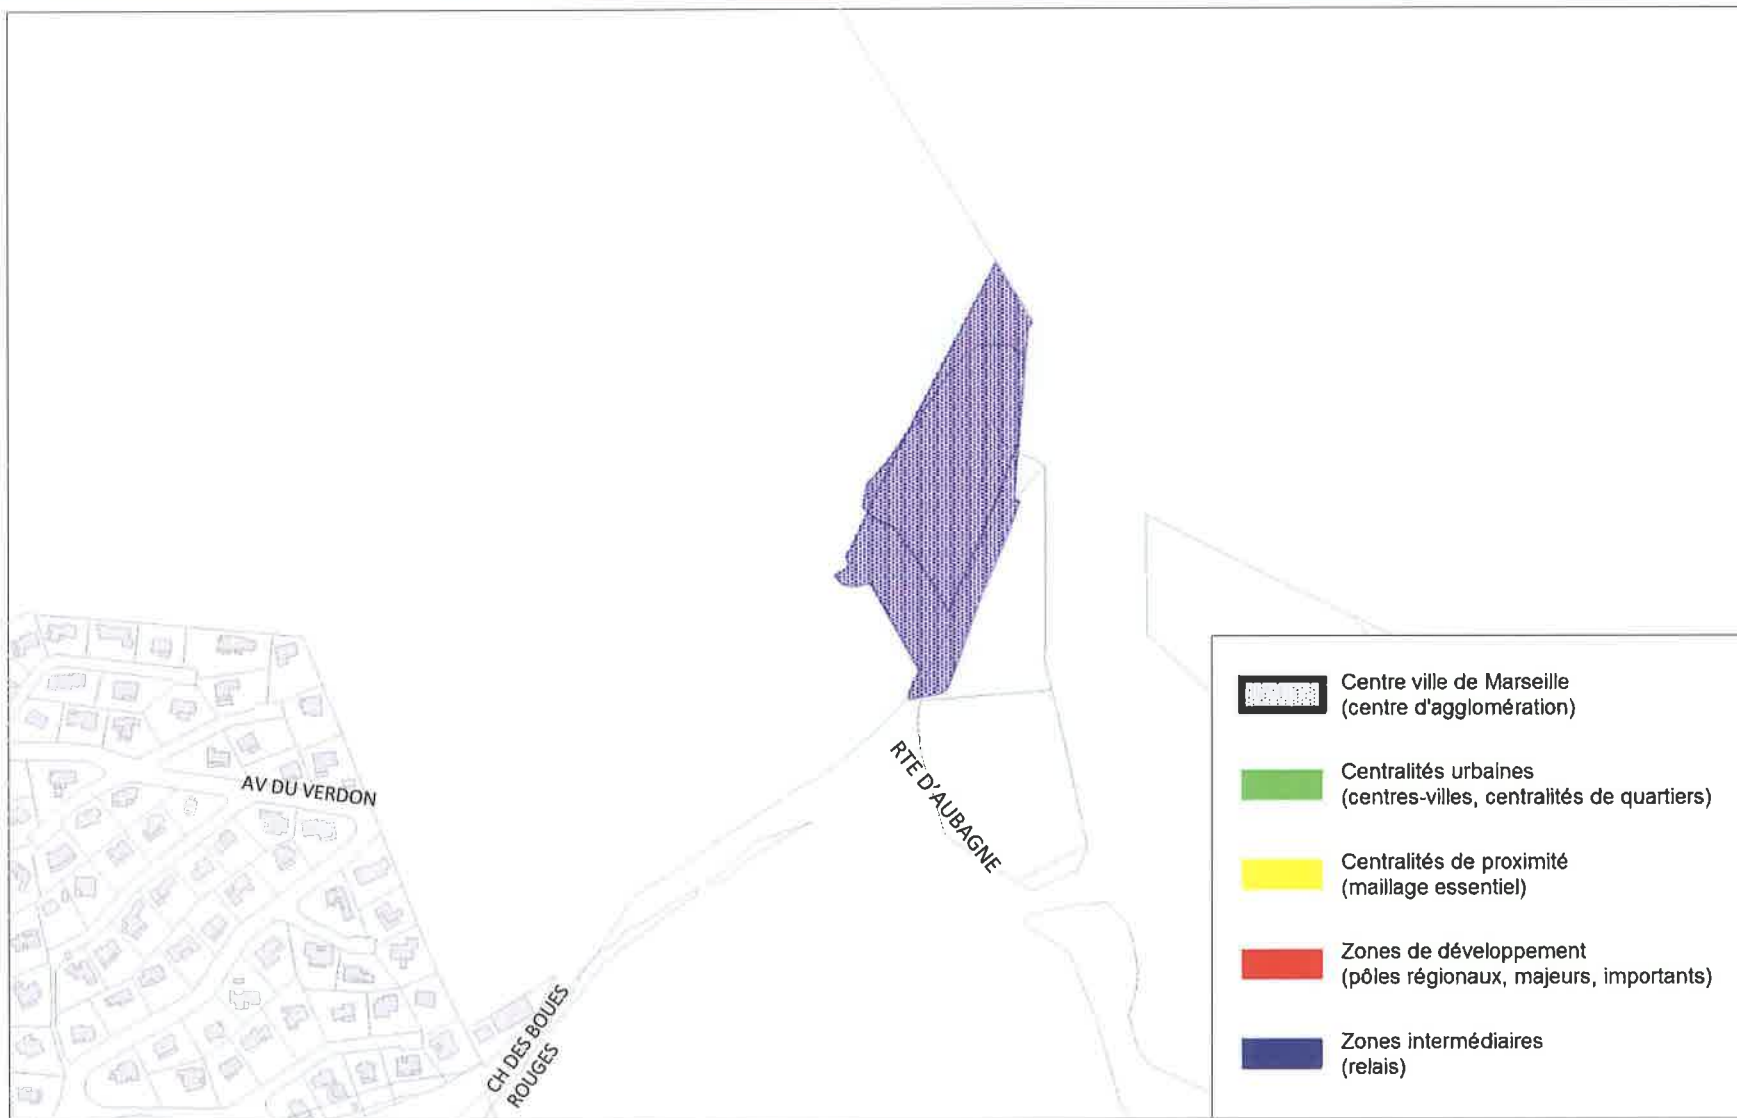 AV DU VERDON
RTE D'AUBAGNE
CH DES BOUES
ROUGES
Centre ville de Marseille
(centre d'agglomération)
Centralités urbaines
(centres-villes, centralités de quartiers)
Centralités de proximité
(maillage essentiel)
Zones de développement
(pôles régionaux, majeurs, importants)
Zones intermédiaires
(relais)